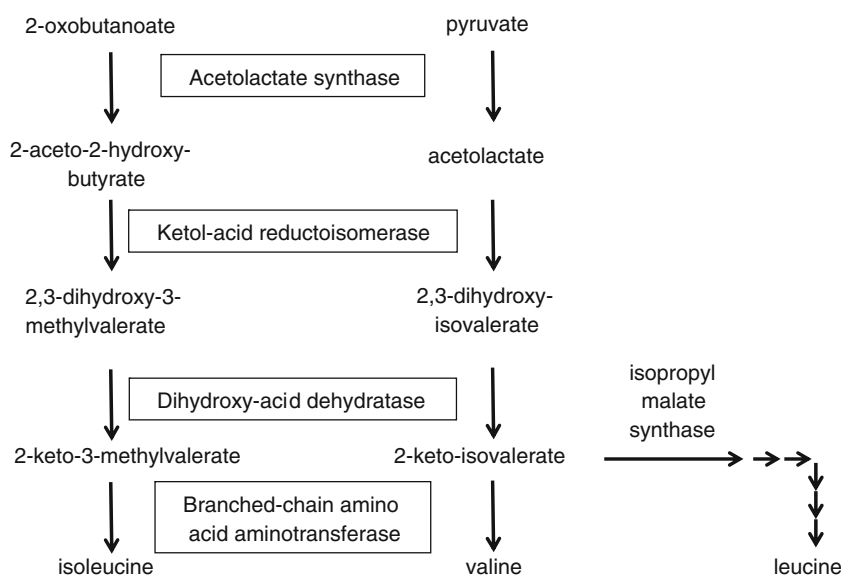 2-oxobutanoate
pyruvate
Acetolactate synthase
2-aceto-2-hydroxy-
butyrate
acetolactate
Ketol-acid reductoisomerase
2,3-dihydroxy-3-
methylvalerate
2,3-dihydroxy-
isovalerate
Dihydroxy-acid dehydratase
isopropyl
malate
synthase
2-keto-3-methylvalerate
2-keto-isovalerate
Branched-chain amino
acid aminotransferase
isoleucine
valine
leucine